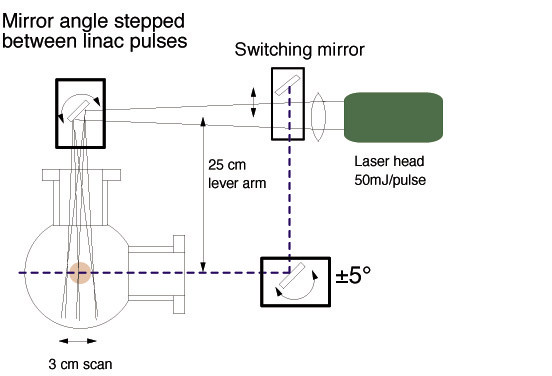 Mirror angle stepped
between linac pulses
Switching mirror
25 cm
lever arm
Laser head
50mJ/pulse
±5°
3 cm scan